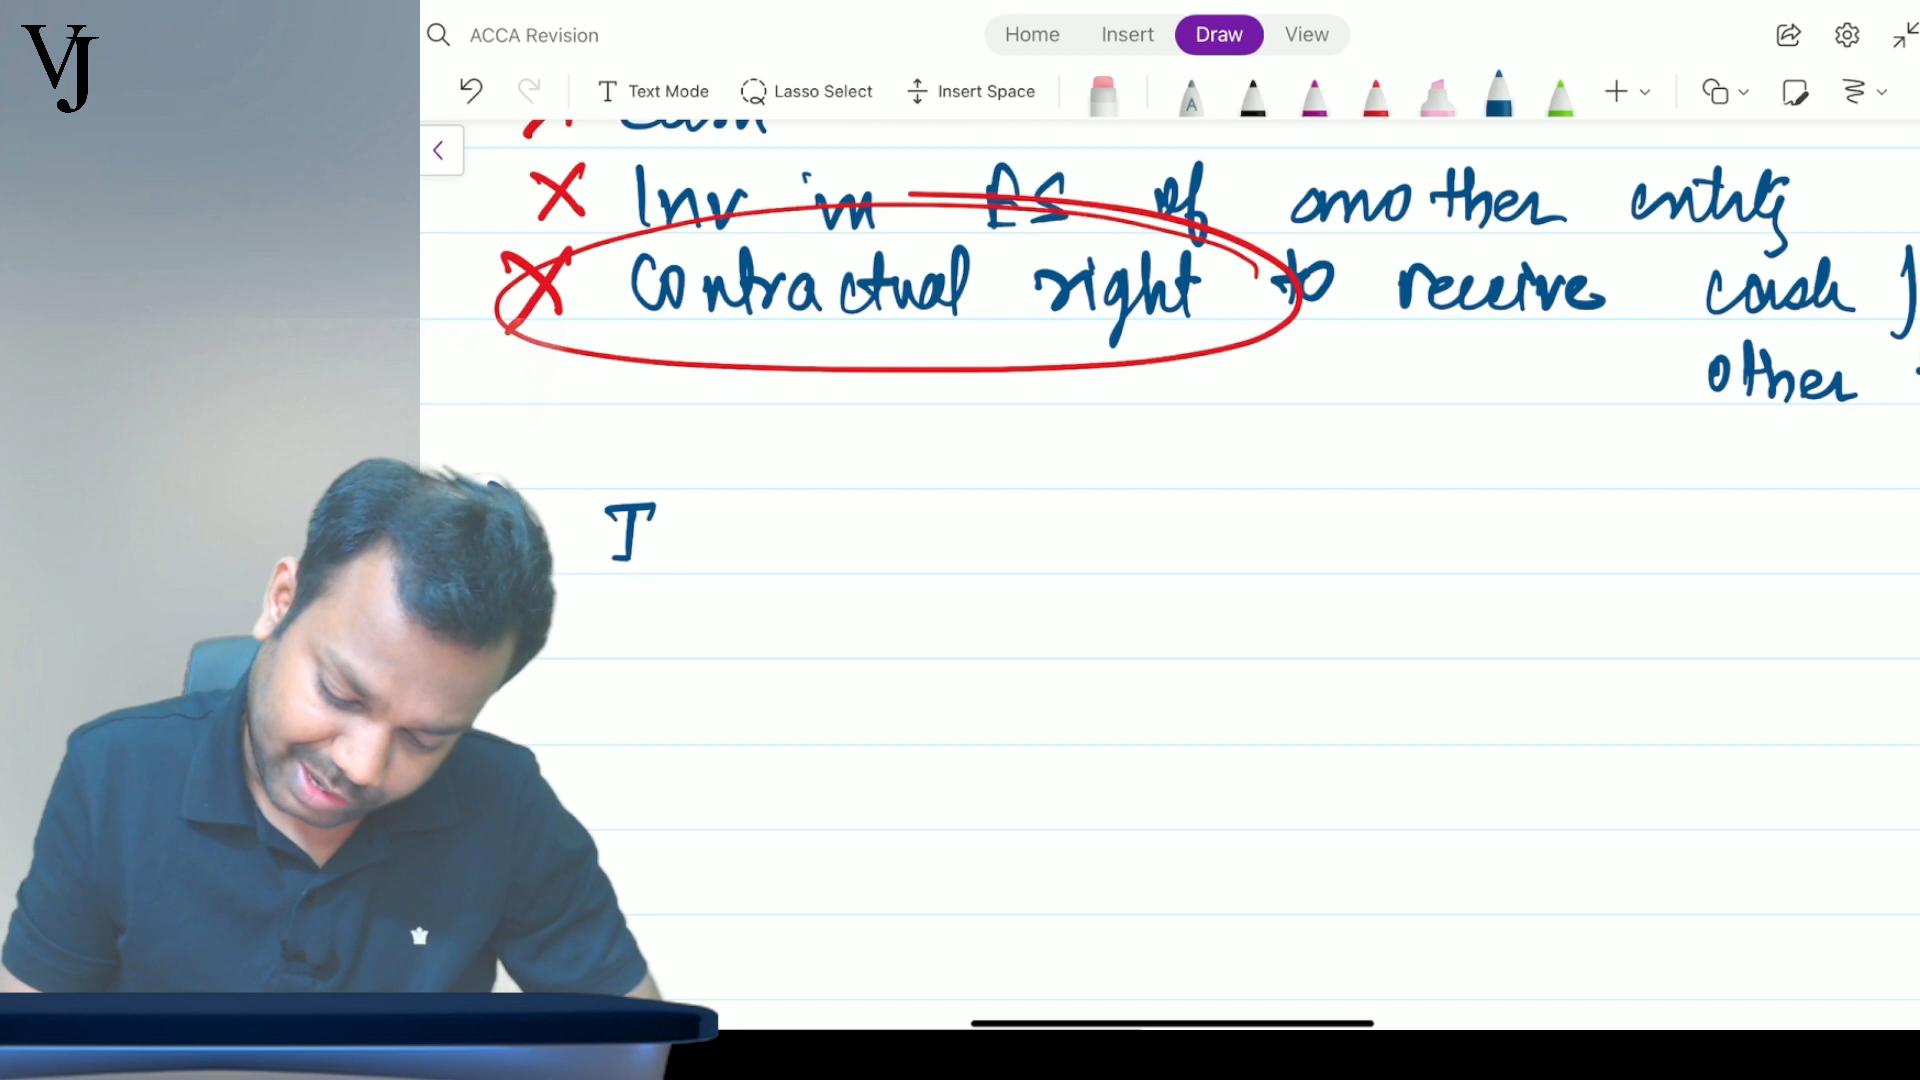 VJ
ACCA Revision
Home Insert Draw View
Text Mode Lasso Select Insert Space
A
Cash
X Inv in ES of another entity
X Contractual right to receive cash /
other
I